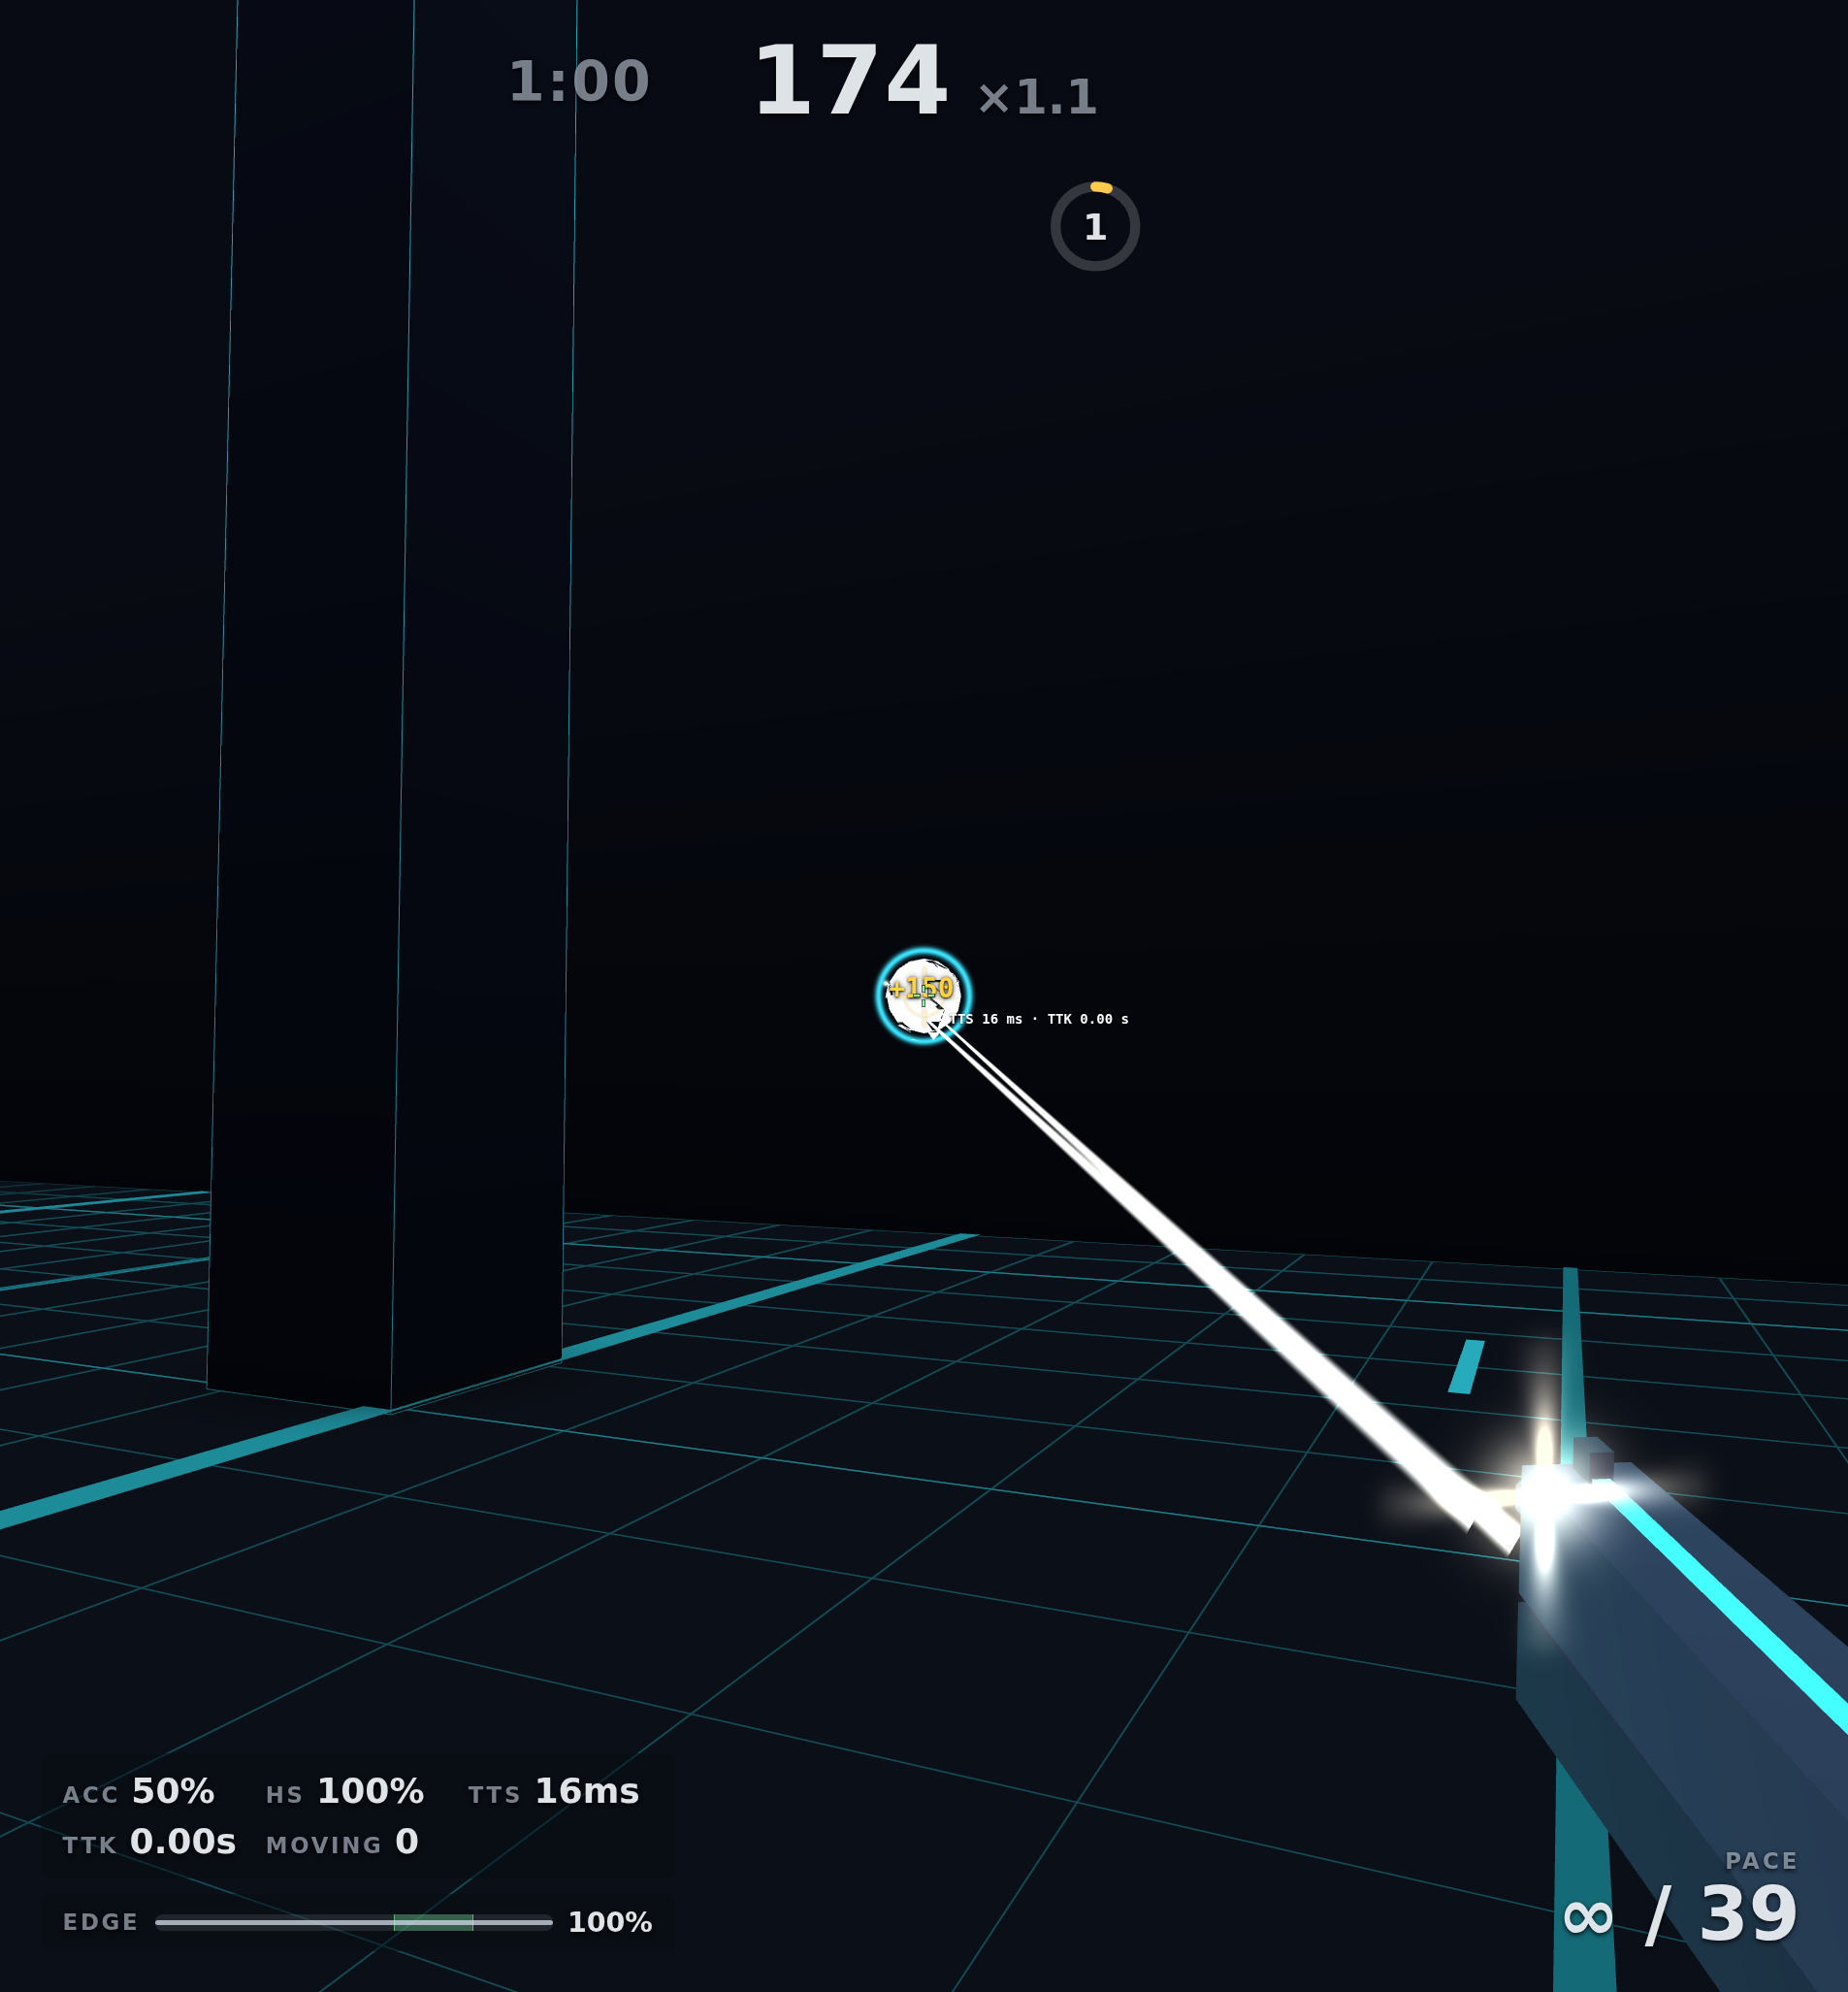 1:00 174 ×1.1
1
+150
TTS 16 ms · TTK 0.00 s
ACC 50% HS 100% TTS 16ms
TTK 0.00s MOVING 0
EDGE 100%
PACE
∞ / 39